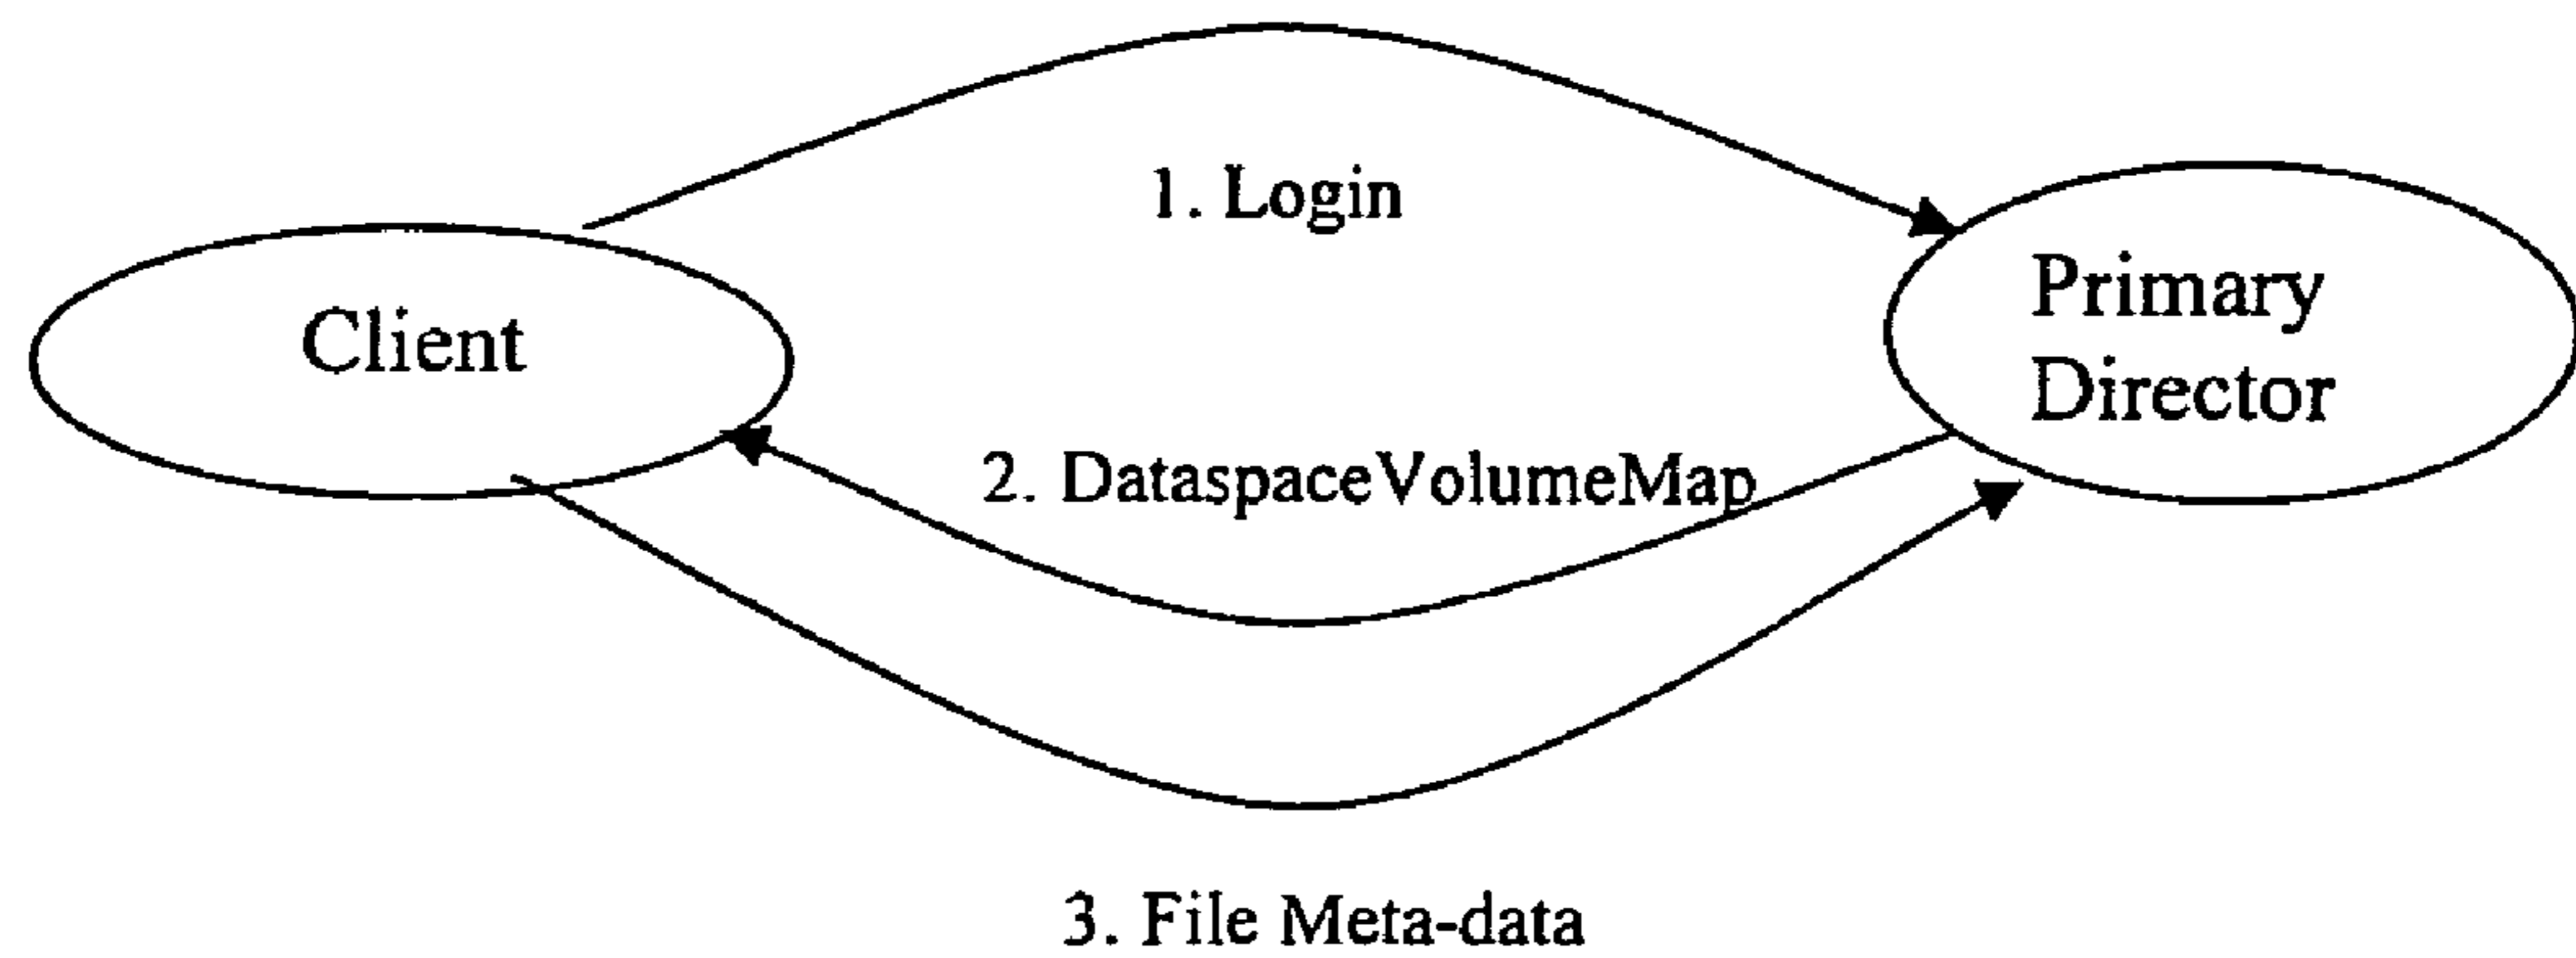 1. Login
Client
Primary
Director
2. DataspaceVolumeMap
3. File Meta-data